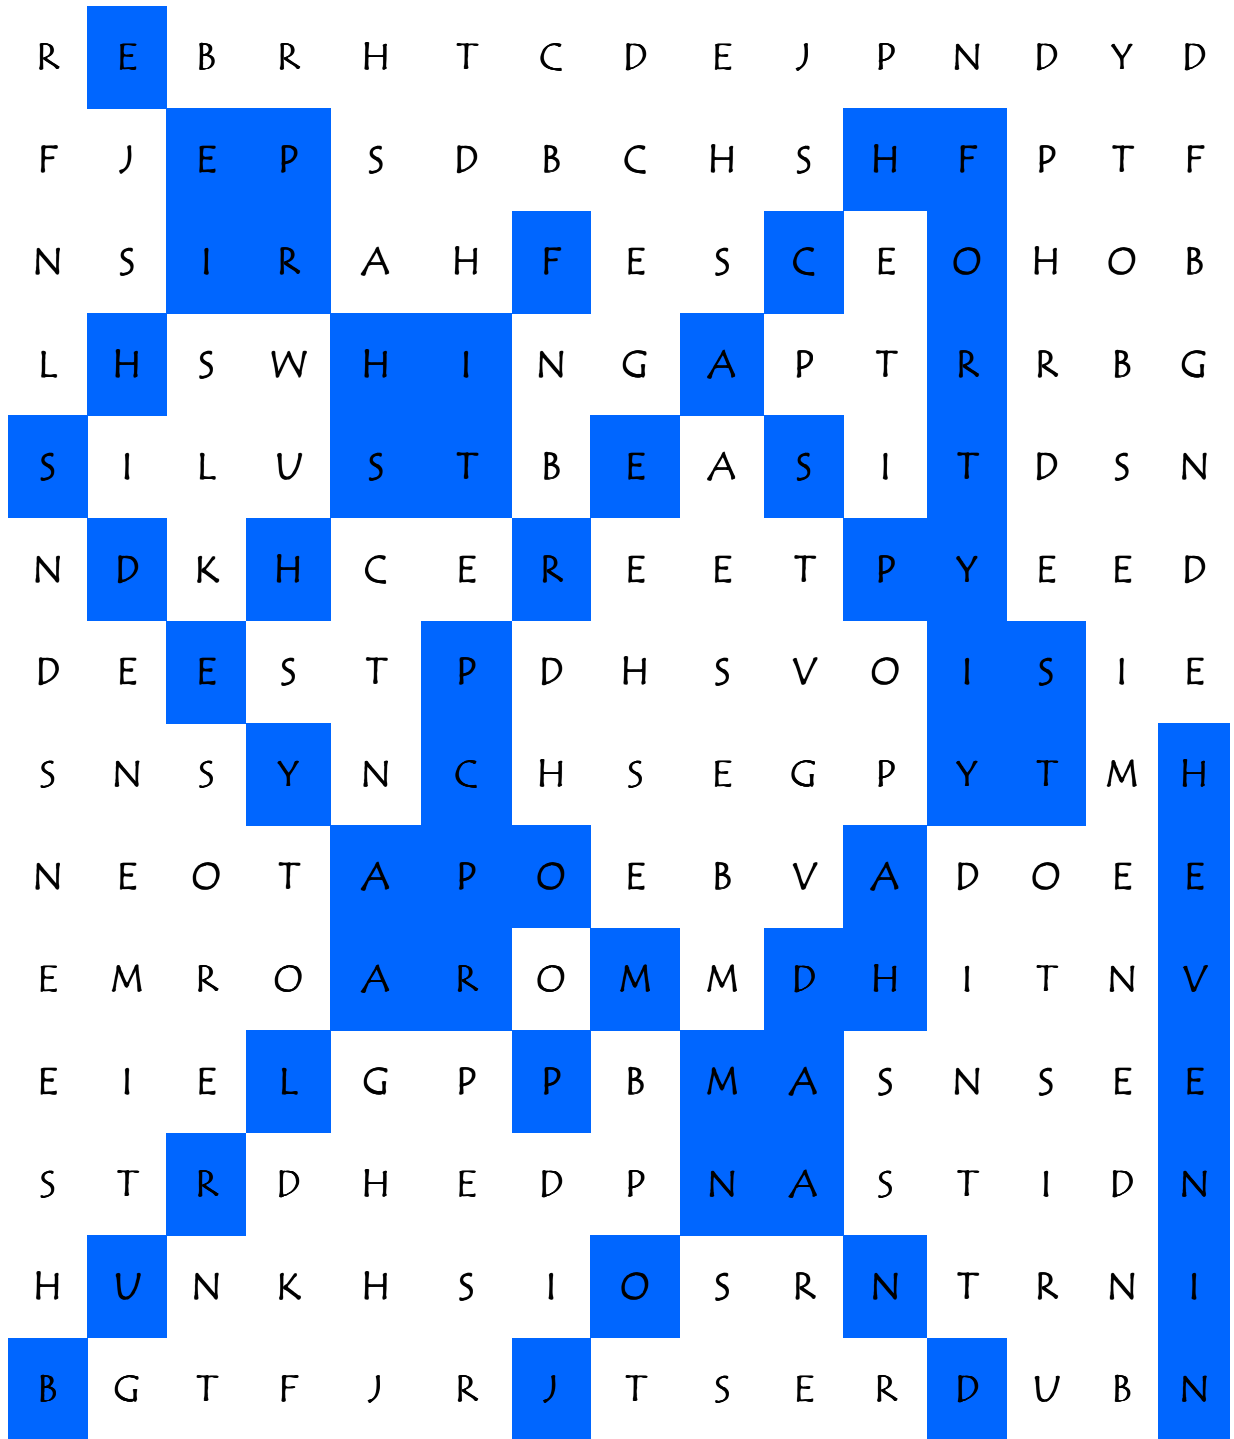 R E B R H T C D E J P N D Y D
F J E P S D B C H S H F P T F
N S I R A H F E S C E O H O B
L H S W H I N G A P T R R B G
S I L U S T B E A S I T D S N
N D K H C E R E E T P Y E E D
D E E S T P D H S V O I S I E
S N S Y N C H S E G P Y T M H
N E O T A P O E B V A D O E E
E M R O A R O M M D H I T N V
E I E L G P P B M A S N S E E
S T R D H E D P N A S T I D N
H U N K H S I O S R N T R N I
B G T F J R J T S E R D U B N